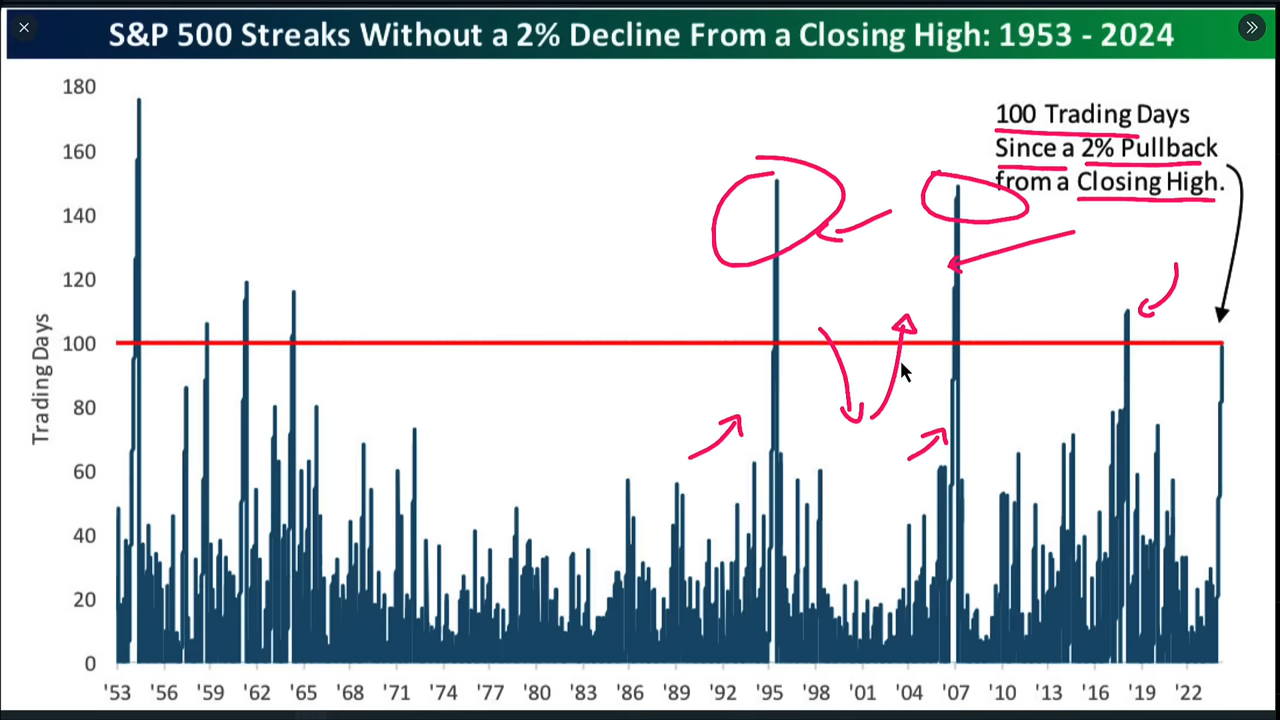 S&P 500 Streaks Without a 2% Decline From a Closing High: 1953 - 2024
100 Trading Days
Since a 2% Pullback
from a Closing High.
Trading Days
180
160
140
120
100
80
60
40
20
0
'53 '56 '59 '62 '65 '68 '71 '74 '77 '80 '83 '86 '89 '92 '95 '98 '01 '04 '07 '10 '13 '16 '19 '22